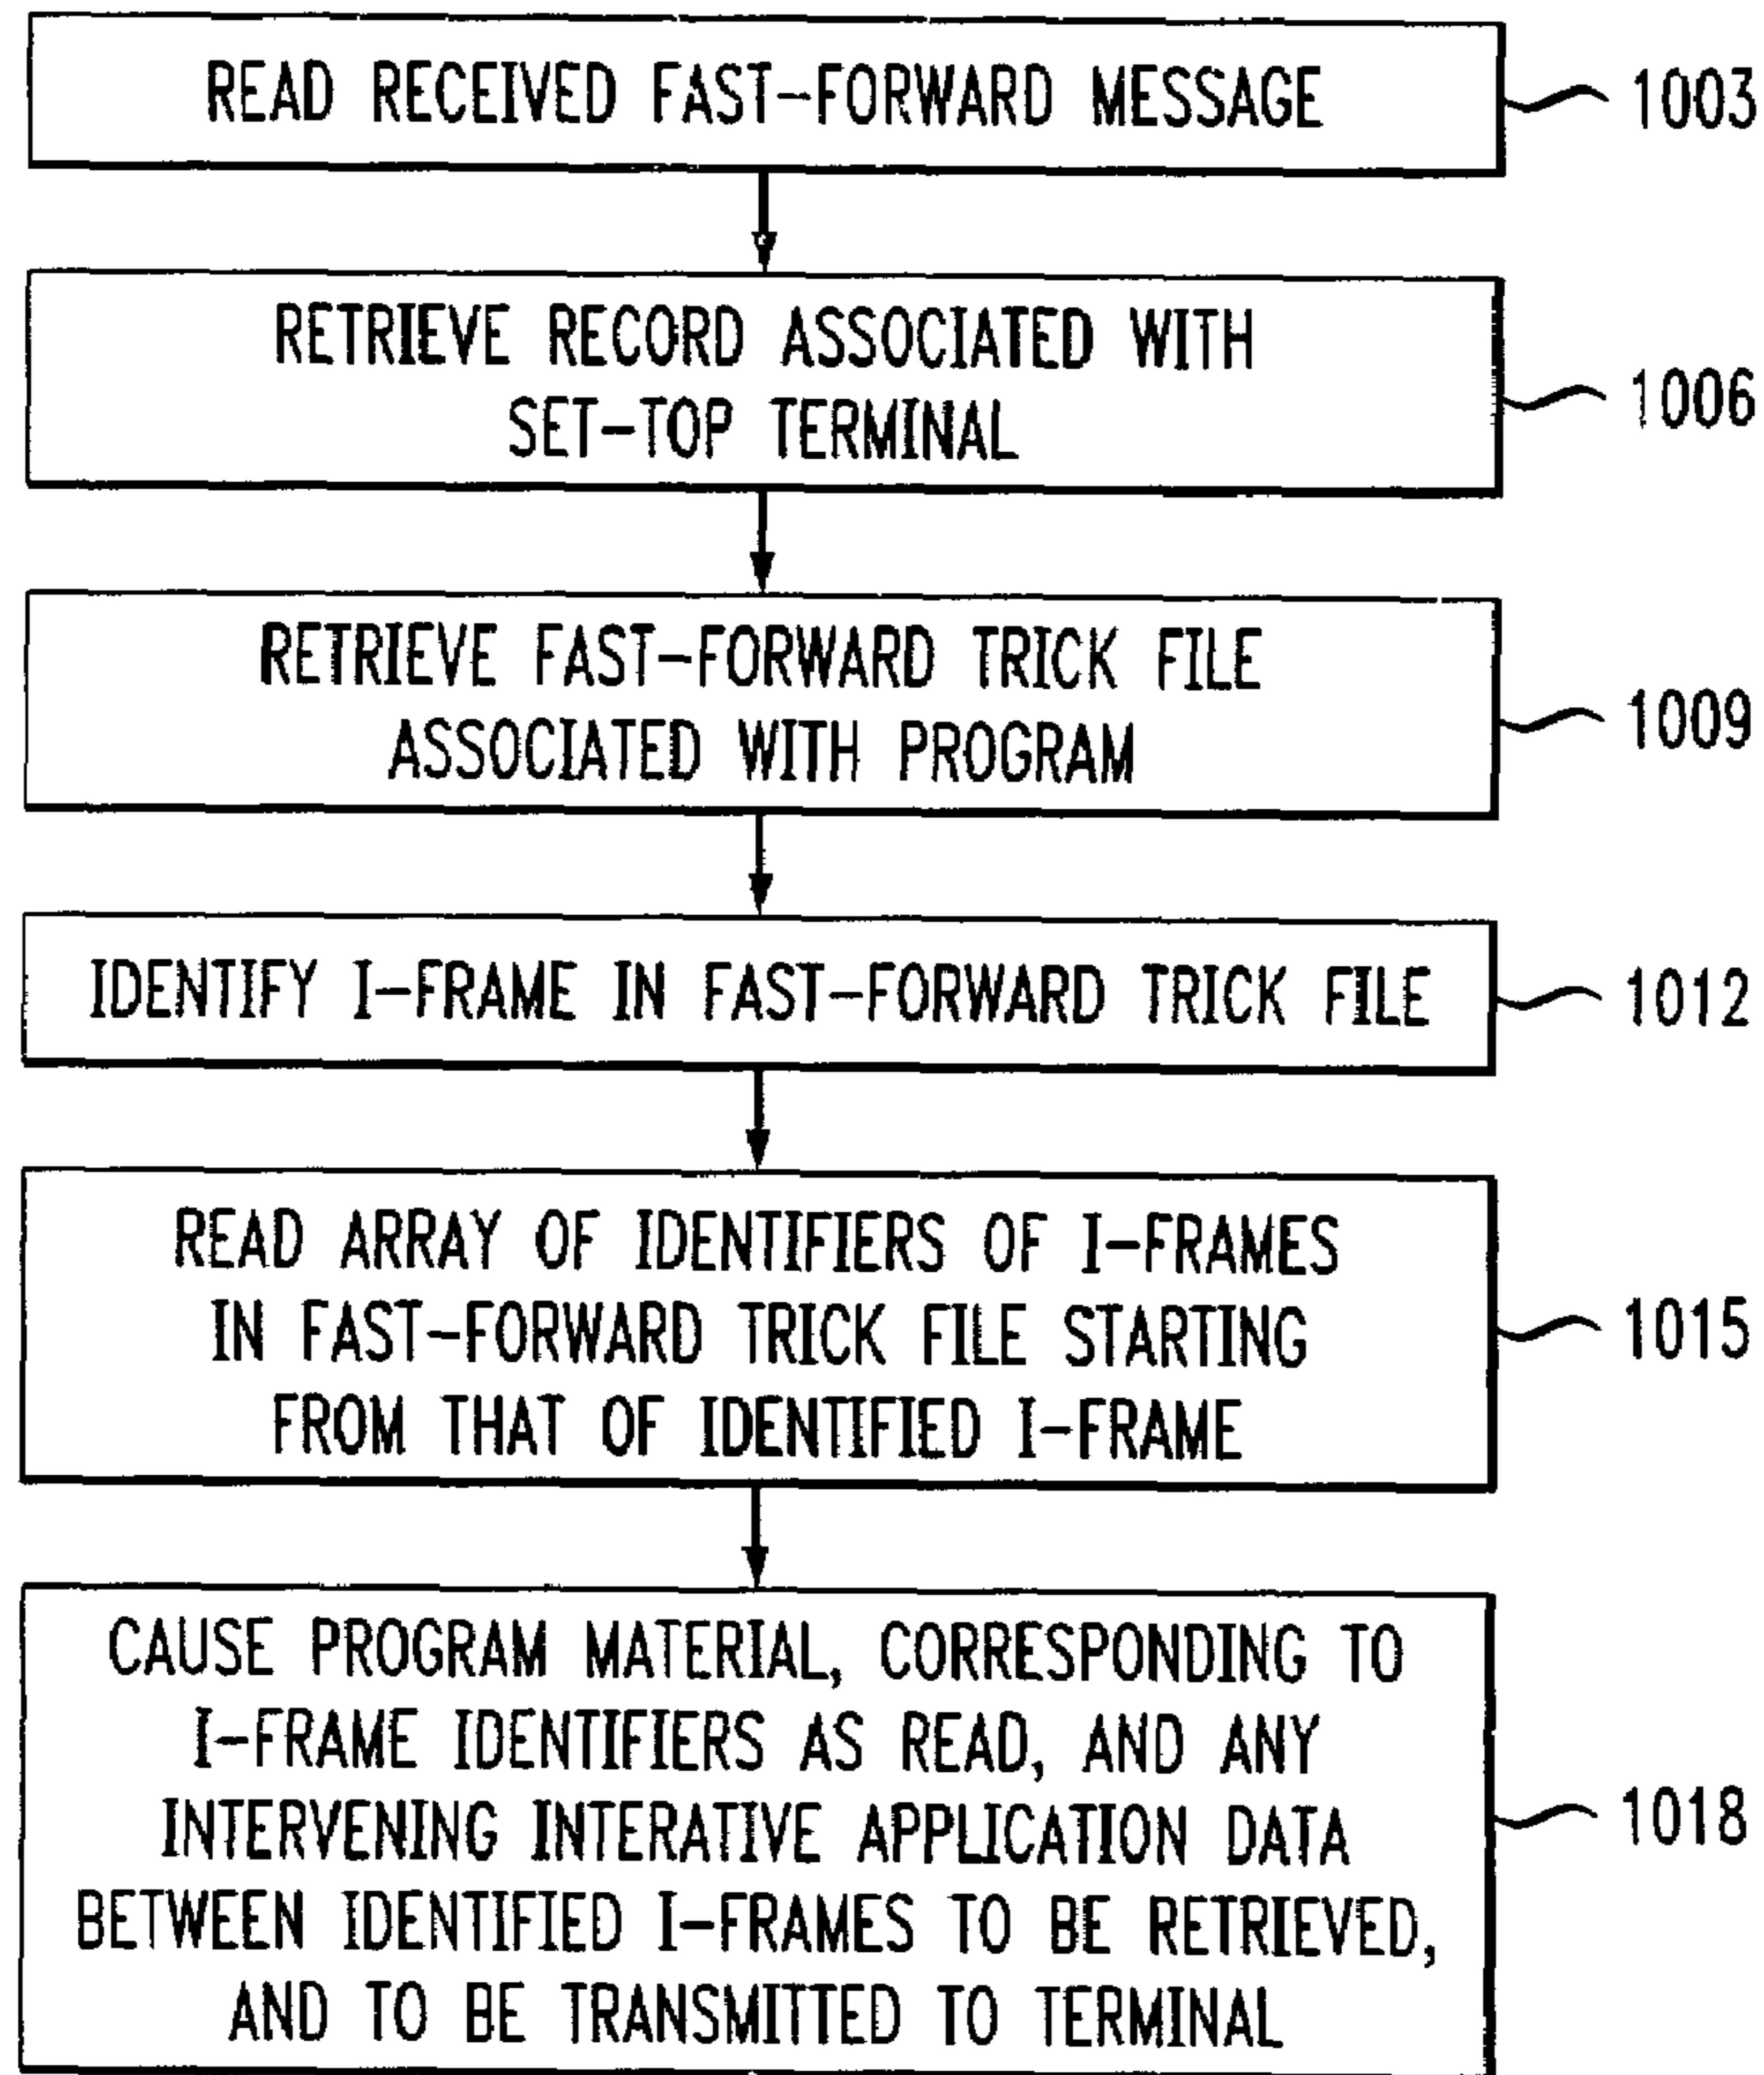 READ RECEIVED FAST-FORWARD MESSAGE
1003
RETRIEVE RECORD ASSOCIATED WITH
SET-TOP TERMINAL
1006
RETRIEVE FAST-FORWARD TRICK FILE
ASSOCIATED WITH PROGRAM
1009
IDENTIFY I-FRAME IN FAST-FORWARD TRICK FILE
1012
READ ARRAY OF IDENTIFIERS OF I-FRAMES
IN FAST-FORWARD TRICK FILE STARTING
FROM THAT OF IDENTIFIED I-FRAME
1015
CAUSE PROGRAM MATERIAL, CORRESPONDING TO
I-FRAME IDENTIFIERS AS READ, AND ANY
INTERVENING INTERATIVE APPLICATION DATA
BETWEEN IDENTIFIED I-FRAMES TO BE RETRIEVED,
AND TO BE TRANSMITTED TO TERMINAL
1018